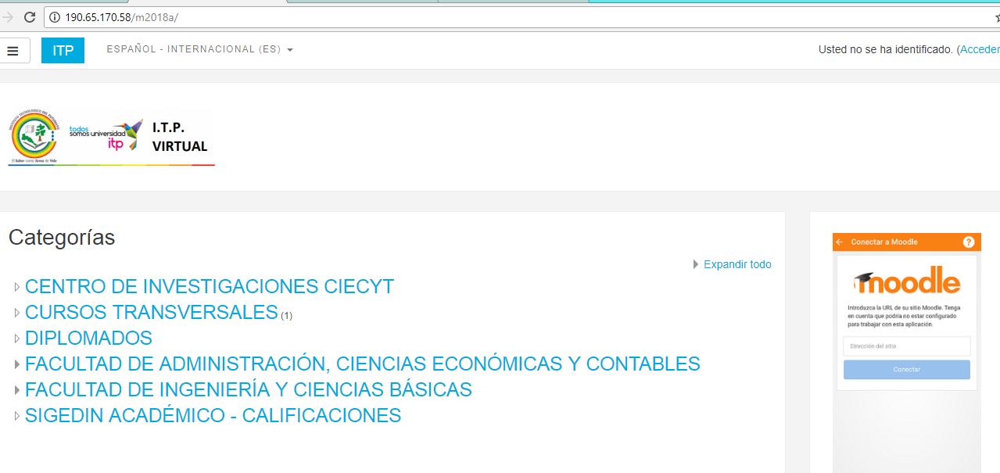 190.65.170.58/m2018a/
ITP
ESPAÑOL - INTERNACIONAL (ES)
Usted no se ha identificado. (Acceder
INSTITUTO TECNOLOGICO DEL PUTUMAYO
El Saber como Arma de Vida
todos
somos universidad
itp
I.T.P.
VIRTUAL
Categorías
Expandir todo
CENTRO DE INVESTIGACIONES CIECYT
CURSOS TRANSVERSALES (1)
DIPLOMADOS
FACULTAD DE ADMINISTRACIÓN, CIENCIAS ECONÓMICAS Y CONTABLES
FACULTAD DE INGENIERÍA Y CIENCIAS BÁSICAS
SIGEDIN ACADÉMICO - CALIFICACIONES
Conectar a Moodle ?
moodle
Introduzca la URL de su sitio Moodle. Tenga
en cuenta que podría no estar configurado
para trabajar con esta aplicación.
Dirección del sitio
Conectar